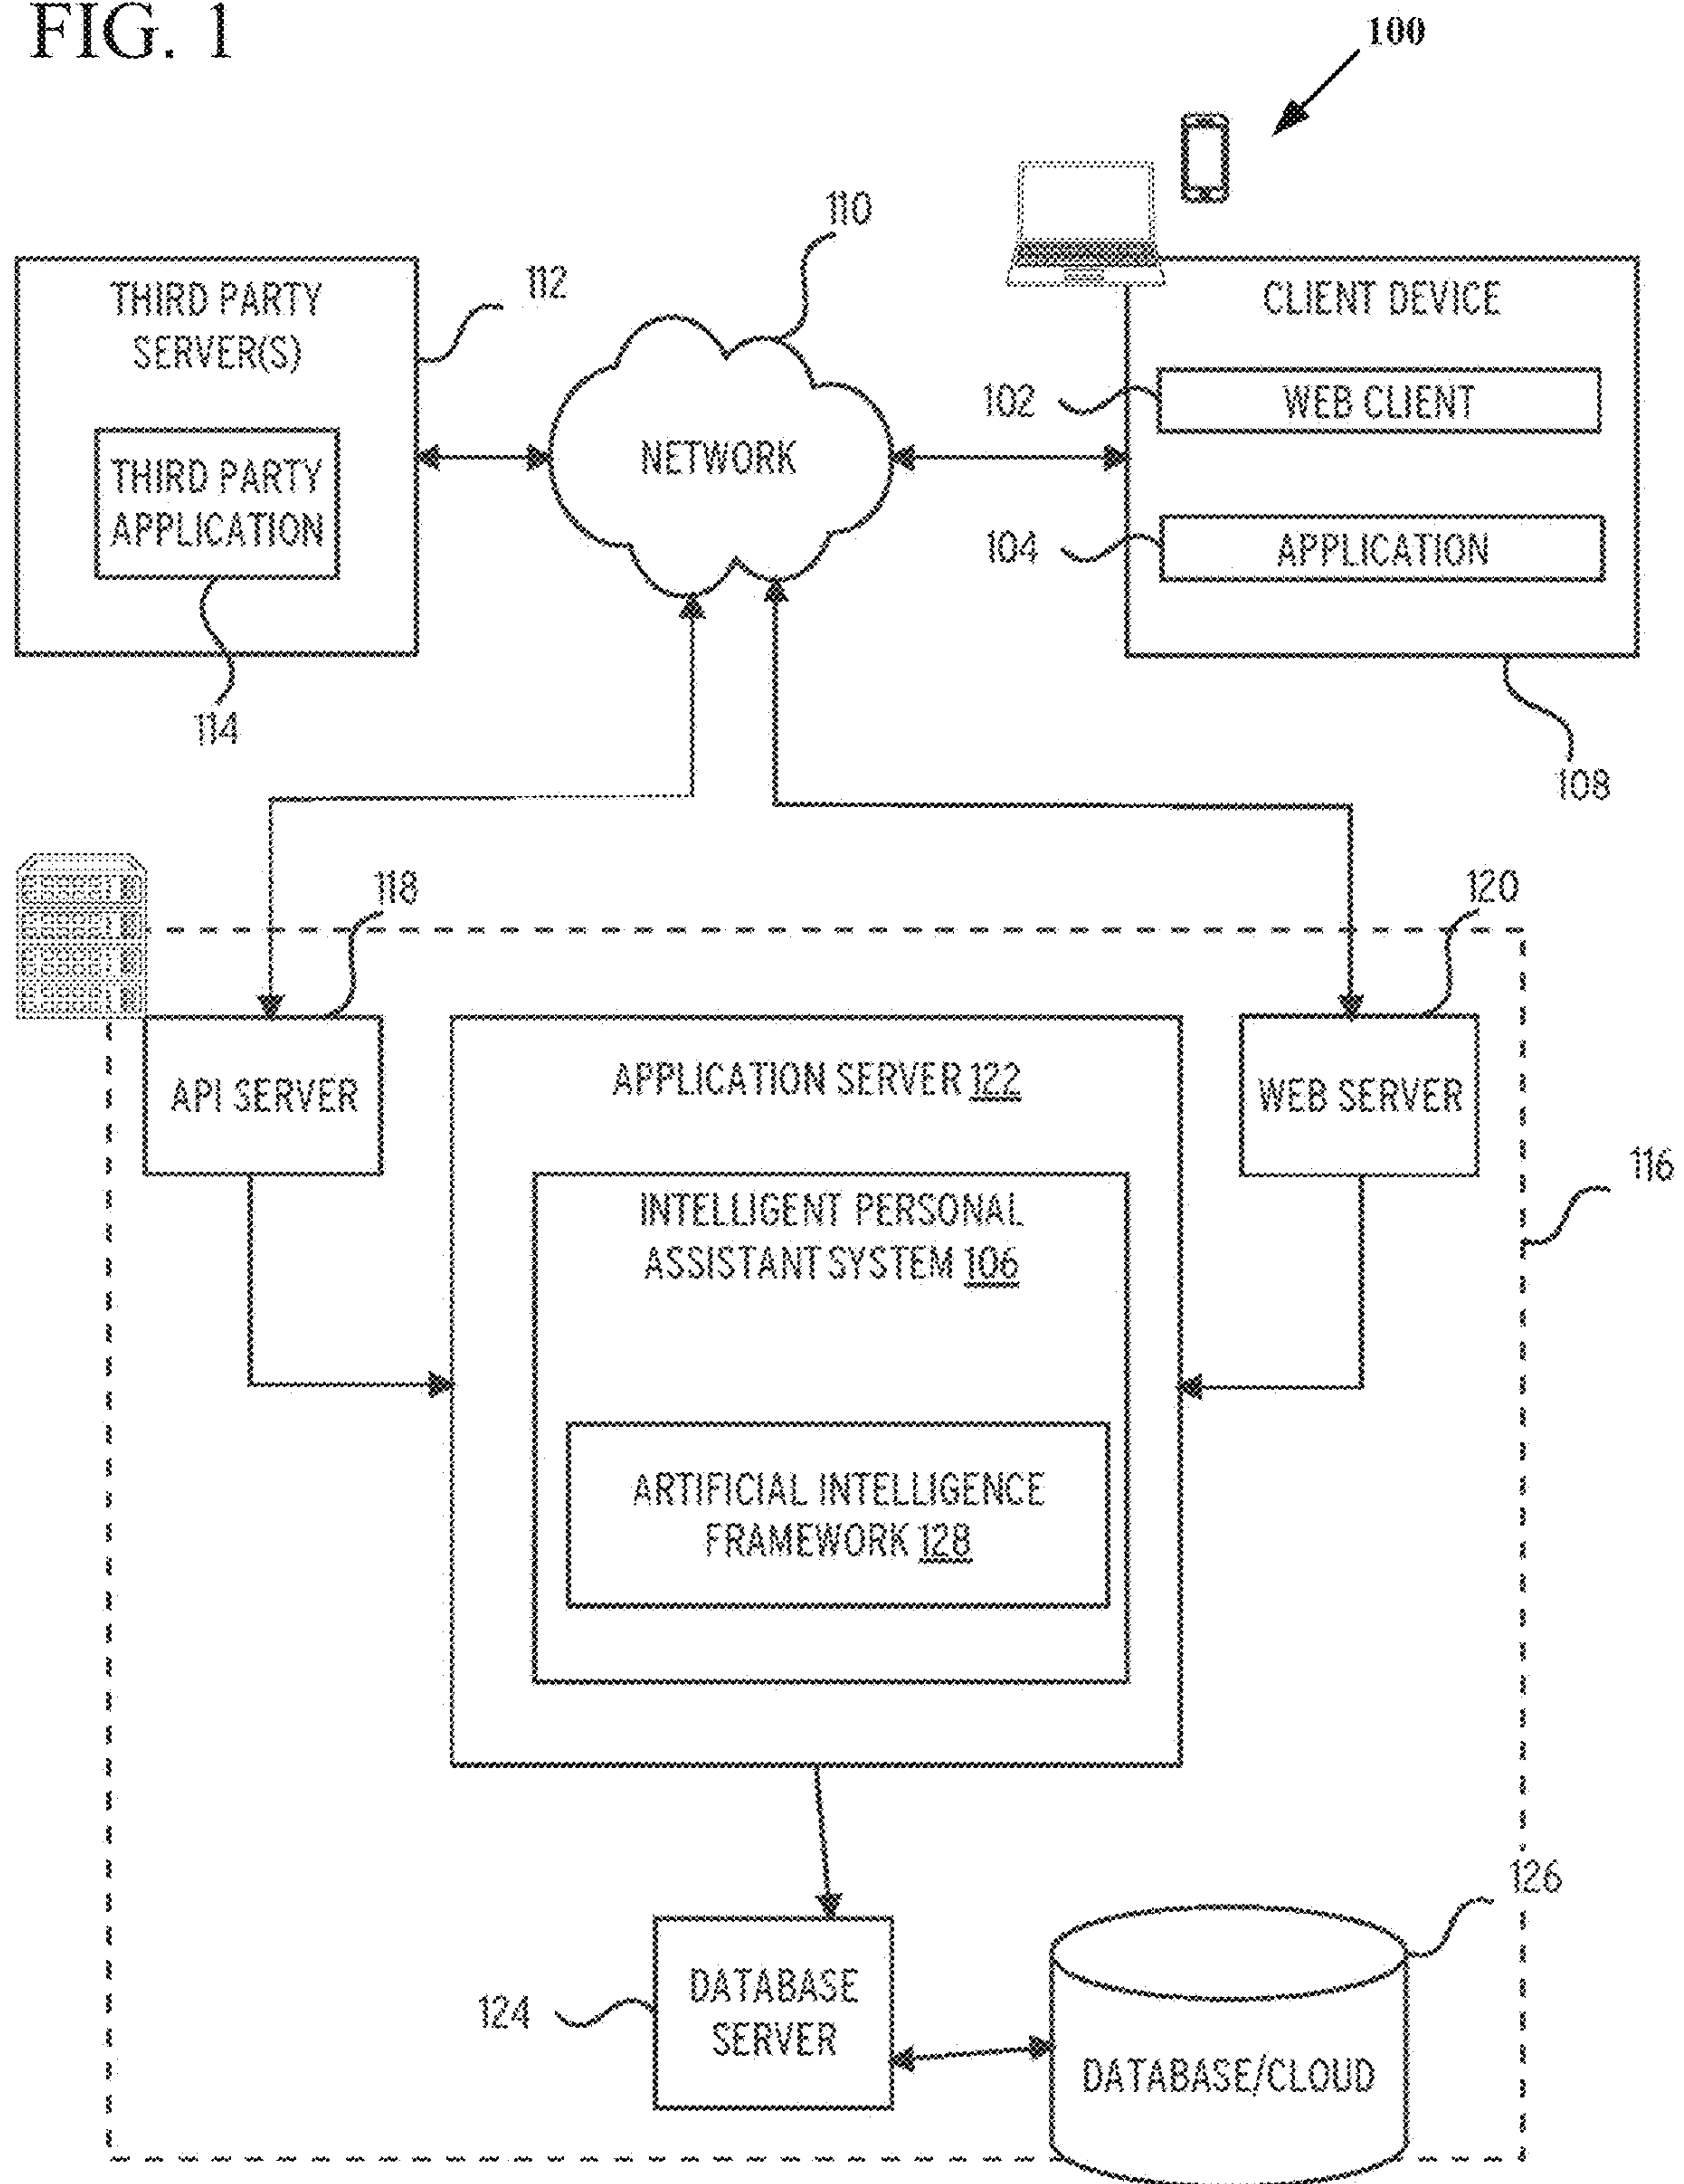 FIG. 1
100
110
112
THIRD PARTY
SERVER(S)
CLIENT DEVICE
102
WEB CLIENT
NETWORK
THIRD PARTY
APPLICATION
104
APPLICATION
114
108
118
120
API SERVER
APPLICATION SERVER 122
WEB SERVER
116
INTELLIGENT PERSONAL
ASSISTANT SYSTEM 106
ARTIFICIAL INTELLIGENCE
FRAMEWORK 128
126
124
DATABASE
SERVER
DATABASE/CLOUD